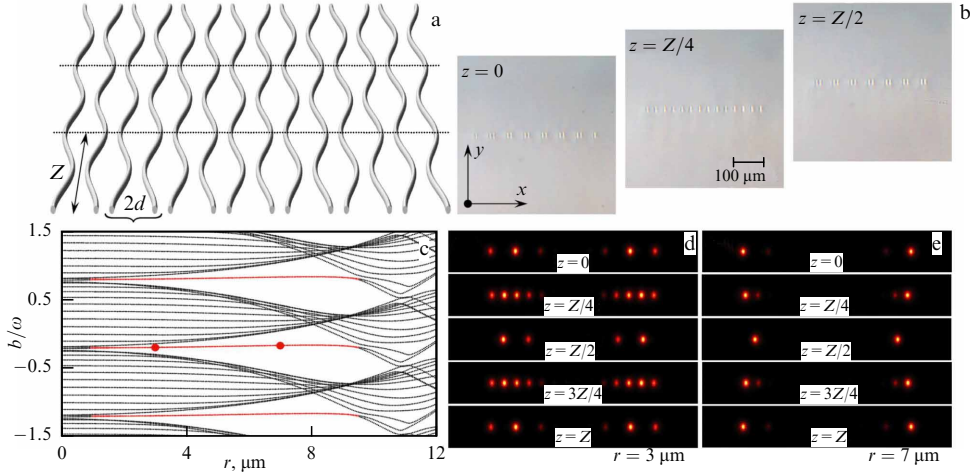 a
Z
2d
b
z = 0
z = Z/4
z = Z/2
y
x
100 μm
c
b/ω
1.5
0.5
−0.5
−1.5
0
4
8
12
r, μm
d
z = 0
z = Z/4
z = Z/2
z = 3Z/4
z = Z
r = 3 μm
e
z = 0
z = Z/4
z = Z/2
z = 3Z/4
z = Z
r = 7 μm